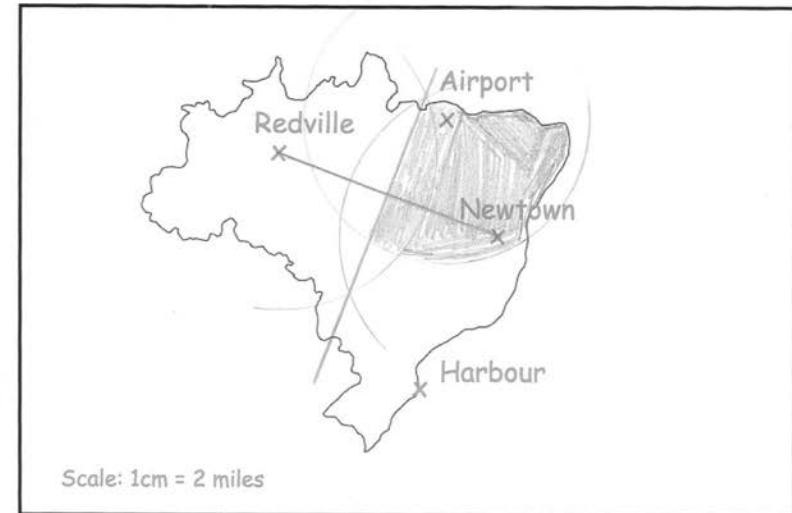 Airport
Redville
Newtown
Harbour
Scale: 1cm = 2 miles